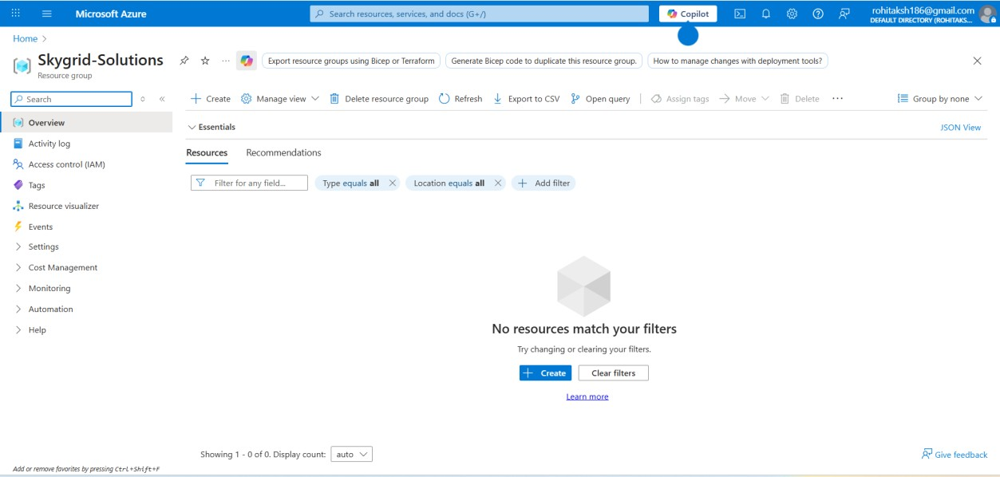 Microsoft Azure
Search resources, services, and docs (G+/)
Copilot
rohitaksh186@gmail.com
DEFAULT DIRECTORY (ROHITAKS...
Home >
Skygrid-Solutions
Resource group
Export resource groups using Bicep or Terraform
Generate Bicep code to duplicate this resource group.
How to manage changes with deployment tools?
Search
Create
Manage view
Delete resource group
Refresh
Export to CSV
Open query
Assign tags
Move
Delete
Group by none
Overview
Activity log
Access control (IAM)
Tags
Resource visualizer
Events
Settings
Cost Management
Monitoring
Automation
Help
Essentials
JSON View
Resources
Recommendations
Filter for any field...
Type equals all
Location equals all
Add filter
No resources match your filters
Try changing or clearing your filters.
Create
Clear filters
Learn more
Showing 1 - 0 of 0. Display count:
auto
Give feedback
Add or remove favorites by pressing Ctrl+Shift+F